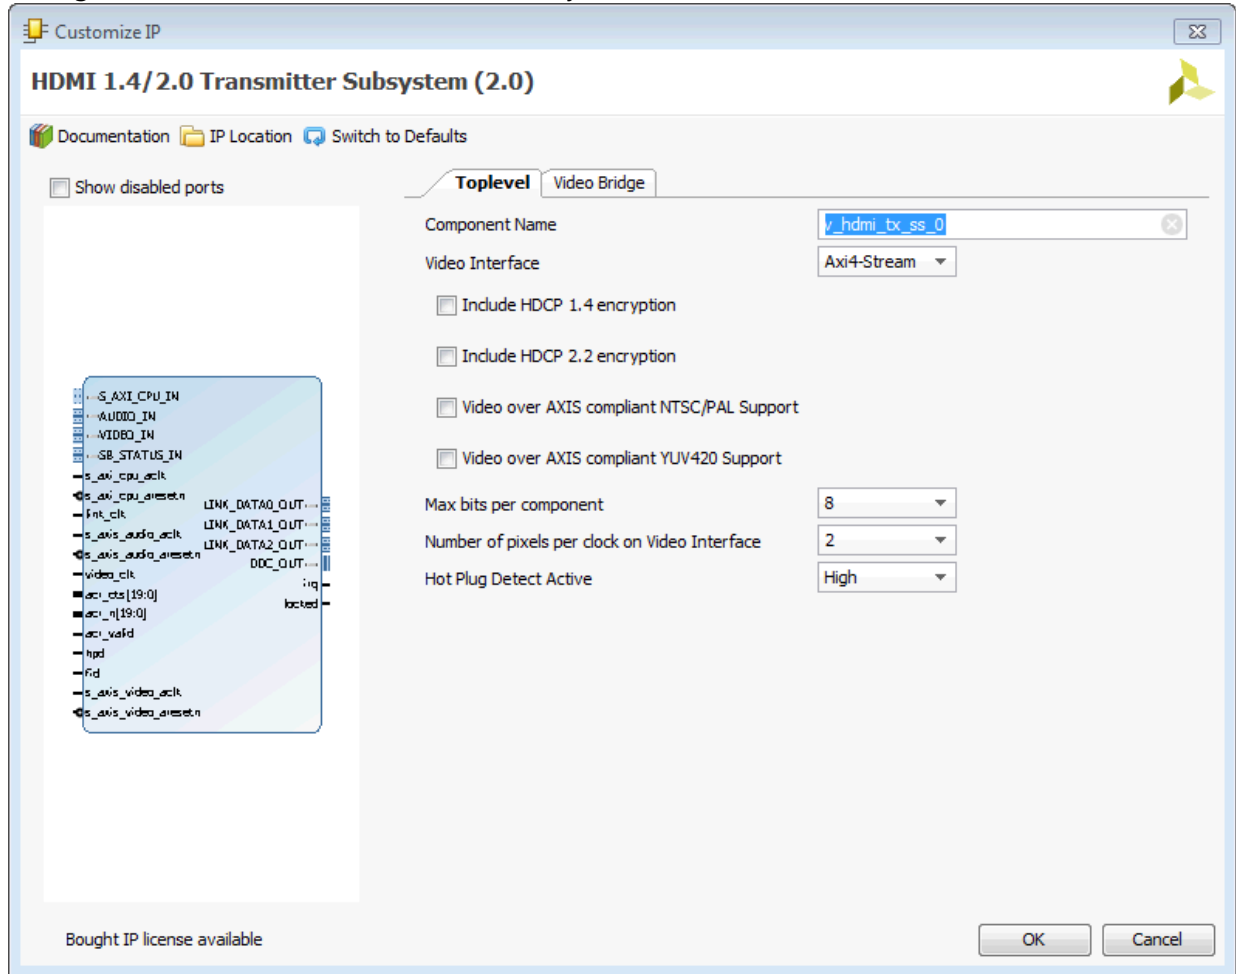 Customize IP
HDMI 1.4/2.0 Transmitter Subsystem (2.0)
Documentation IP Location Switch to Defaults
Show disabled ports
Toplevel Video Bridge
Component Name v_hdmi_tx_ss_0
Video Interface Axi4-Stream
Include HDCP 1.4 encryption
Include HDCP 2.2 encryption
Video over AXIS compliant NTSC/PAL Support
Video over AXIS compliant YUV420 Support
Max bits per component 8
Number of pixels per clock on Video Interface 2
Hot Plug Detect Active High
S_AXI_CPU_IN
AUDIO_IN
VIDEO_IN
SB_STATUS_IN
s_axi_cpu_aclk
s_axi_cpu_aresetn
link_clk
s_axis_audio_aclk
s_axis_audio_aresetn
video_clk
acr_cts[19:0]
acr_n[19:0]
acr_valid
hpd
fid
s_axis_video_aclk
s_axis_video_aresetn
LINK_DATA0_OUT
LINK_DATA1_OUT
LINK_DATA2_OUT
DDC_OUT
irq
locked
Bought IP license available
OK Cancel